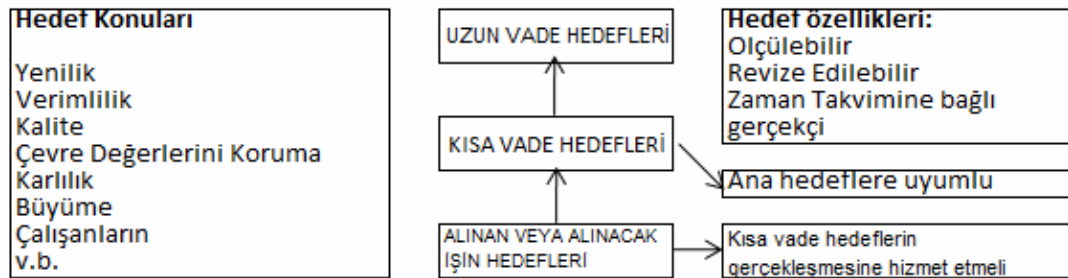 Hedef Konuları
Yenilik
Verimlilik
Kalite
Çevre Değerlerini Koruma
Karlılık
Büyüme
Çalışanların
v.b.
UZUN VADE HEDEFLERİ
KISA VADE HEDEFLERİ
ALINAN VEYA ALINACAK
İŞİN HEDEFLERİ
Hedef özellikleri:
Olçülebilir
Revize Edilebilir
Zaman Takvimine bağlı
gerçekçi
Ana hedeflere uyumlu
Kısa vade hedeflerin
gerçekleşmesine hizmet etmeli